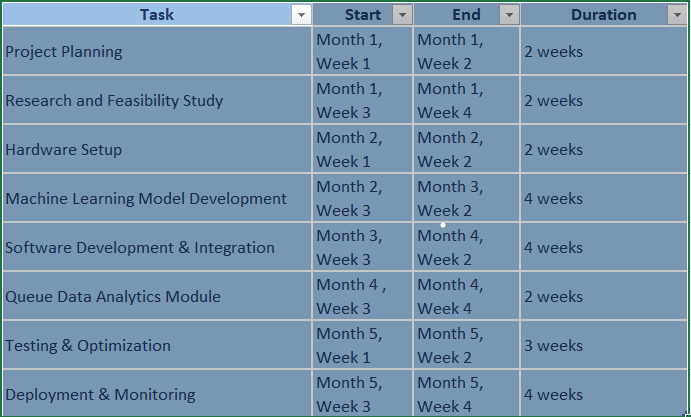 Task Start End Duration
Project Planning Month 1, Week 1 Month 1, Week 2 2 weeks
Research and Feasibility Study Month 1, Week 3 Month 1, Week 4 2 weeks
Hardware Setup Month 2, Week 1 Month 2, Week 2 2 weeks
Machine Learning Model Development Month 2, Week 3 Month 3, Week 2 4 weeks
Software Development & Integration Month 3, Week 3 Month 4, Week 2 4 weeks
Queue Data Analytics Module Month 4 , Week 3 Month 4, Week 4 2 weeks
Testing & Optimization Month 5, Week 1 Month 5, Week 2 3 weeks
Deployment & Monitoring Month 5, Week 3 Month 5, Week 4 4 weeks